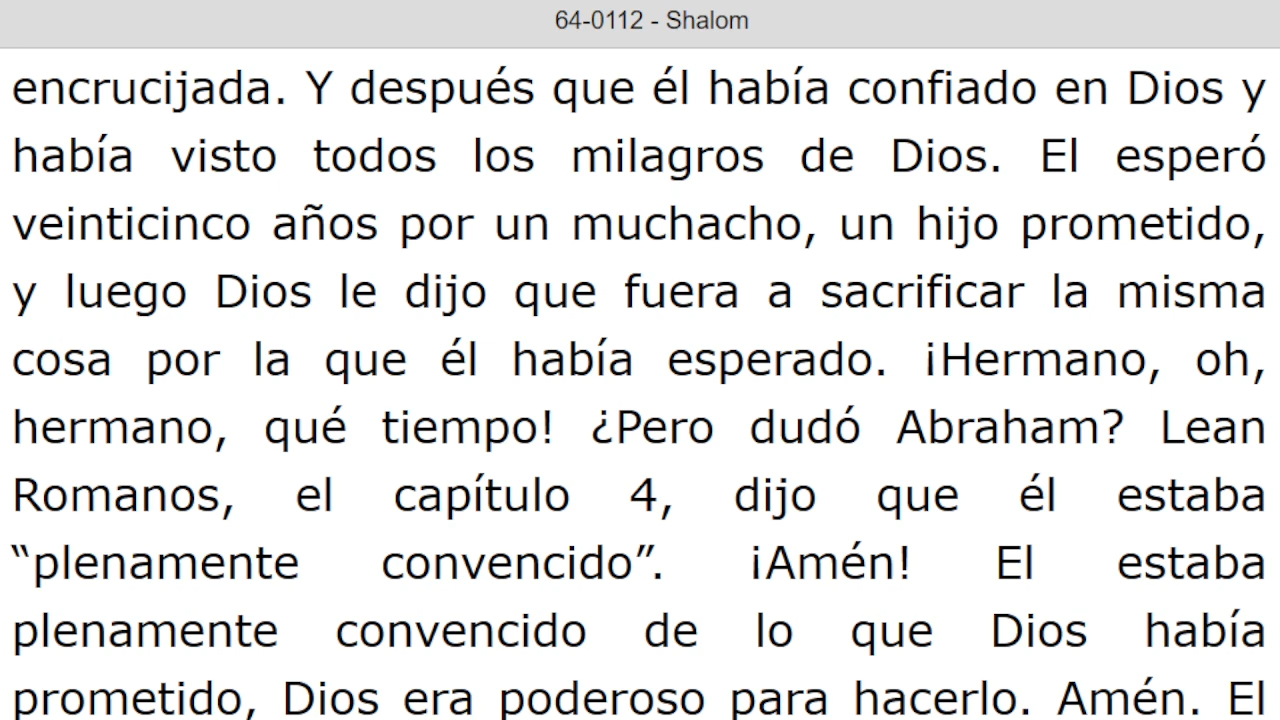 64-0112 - Shalom
encrucijada. Y después que él había confiado en Dios y
había visto todos los milagros de Dios. El esperó
veinticinco años por un muchacho, un hijo prometido,
y luego Dios le dijo que fuera a sacrificar la misma
cosa por la que él había esperado. ¡Hermano, oh,
hermano, qué tiempo! ¿Pero dudó Abraham? Lean
Romanos, el capítulo 4, dijo que él estaba
“plenamente convencido”. ¡Amén! El estaba
plenamente convencido de lo que Dios había
prometido, Dios era poderoso para hacerlo. Amén. El